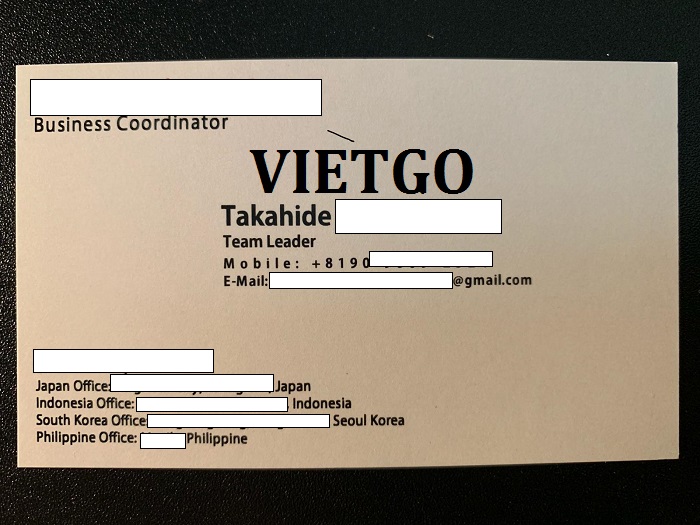 Business Coordinator
VIETGO
Takahide
Team Leader
Mobile: +8190
E-Mail: @gmail.com
Japan Office: Japan
Indonesia Office: Indonesia
South Korea Office Seoul Korea
Philippine Office: Philippine